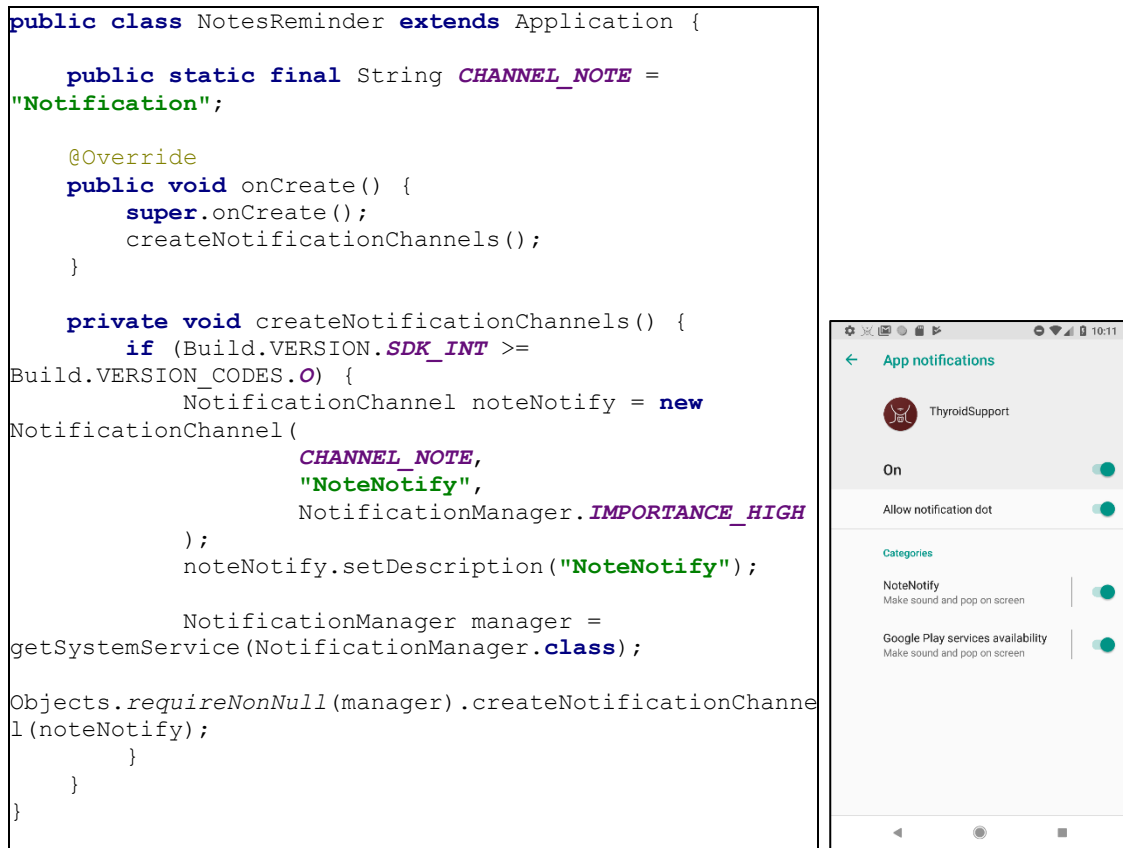 public class NotesReminder extends Application {
public static final String CHANNEL_NOTE =
"Notification";
@Override
public void onCreate() {
super.onCreate();
createNotificationChannels();
}
private void createNotificationChannels() {
if (Build.VERSION.SDK_INT >=
Build.VERSION_CODES.O) {
NotificationChannel noteNotify = new
NotificationChannel(
CHANNEL_NOTE,
"NoteNotify",
NotificationManager.IMPORTANCE_HIGH
);
noteNotify.setDescription("NoteNotify");
NotificationManager manager =
getSystemService(NotificationManager.class);
Objects.requireNonNull(manager).createNotificationChanne
l(noteNotify);
}
}
}
10:11
App notifications
ThyroidSupport
On
Allow notification dot
Categories
NoteNotify
Make sound and pop on screen
Google Play services availability
Make sound and pop on screen